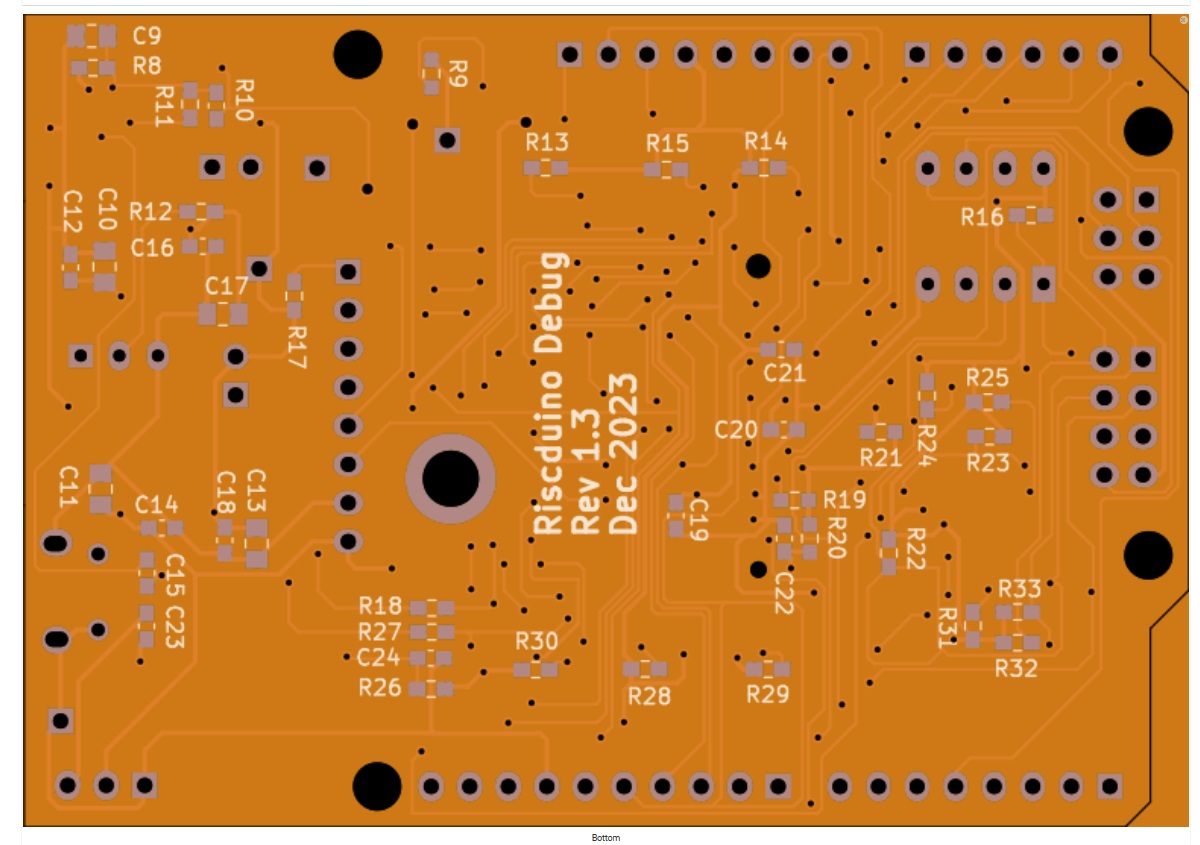 C9
R8
R9
R11
R10
R13
R15
R14
C12
C10
R12
C16
R16
C17
R17
Riscduino Debug
Rev 1.3
Dec 2023
C21
R25
C20
R21
R24
R23
C11
C14
C18
C13
C19
R19
R20
R22
C15
C23
C22
R18
R27
C24
R26
R30
R28
R29
R33
R31
R32
Bottom